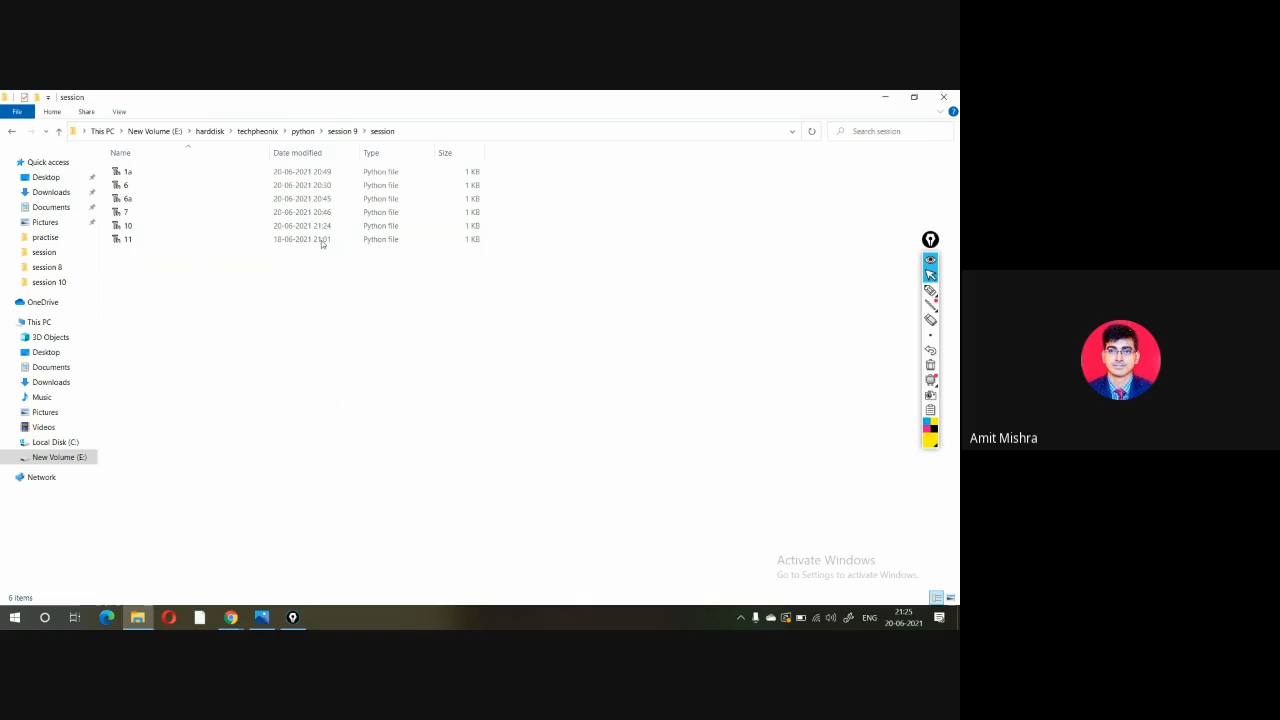 session
File Home Share View
This PC New Volume (E:) harddisk techpheonix python session 9 session
Search session
Name Date modified Type Size
1a 20-06-2021 20:49 Python file 1 KB
6 20-06-2021 20:30 Python file 1 KB
6a 20-06-2021 20:45 Python file 1 KB
7 20-06-2021 20:46 Python file 1 KB
10 20-06-2021 21:24 Python file 1 KB
11 18-06-2021 21:01 Python file 1 KB
Quick access
Desktop
Downloads
Documents
Pictures
practise
session
session 8
session 10
OneDrive
This PC
3D Objects
Desktop
Documents
Downloads
Music
Pictures
Videos
Local Disk (C:)
New Volume (E:)
Network
Amit Mishra
Activate Windows
Go to Settings to activate Windows.
6 items
ENG
21:25
20-06-2021